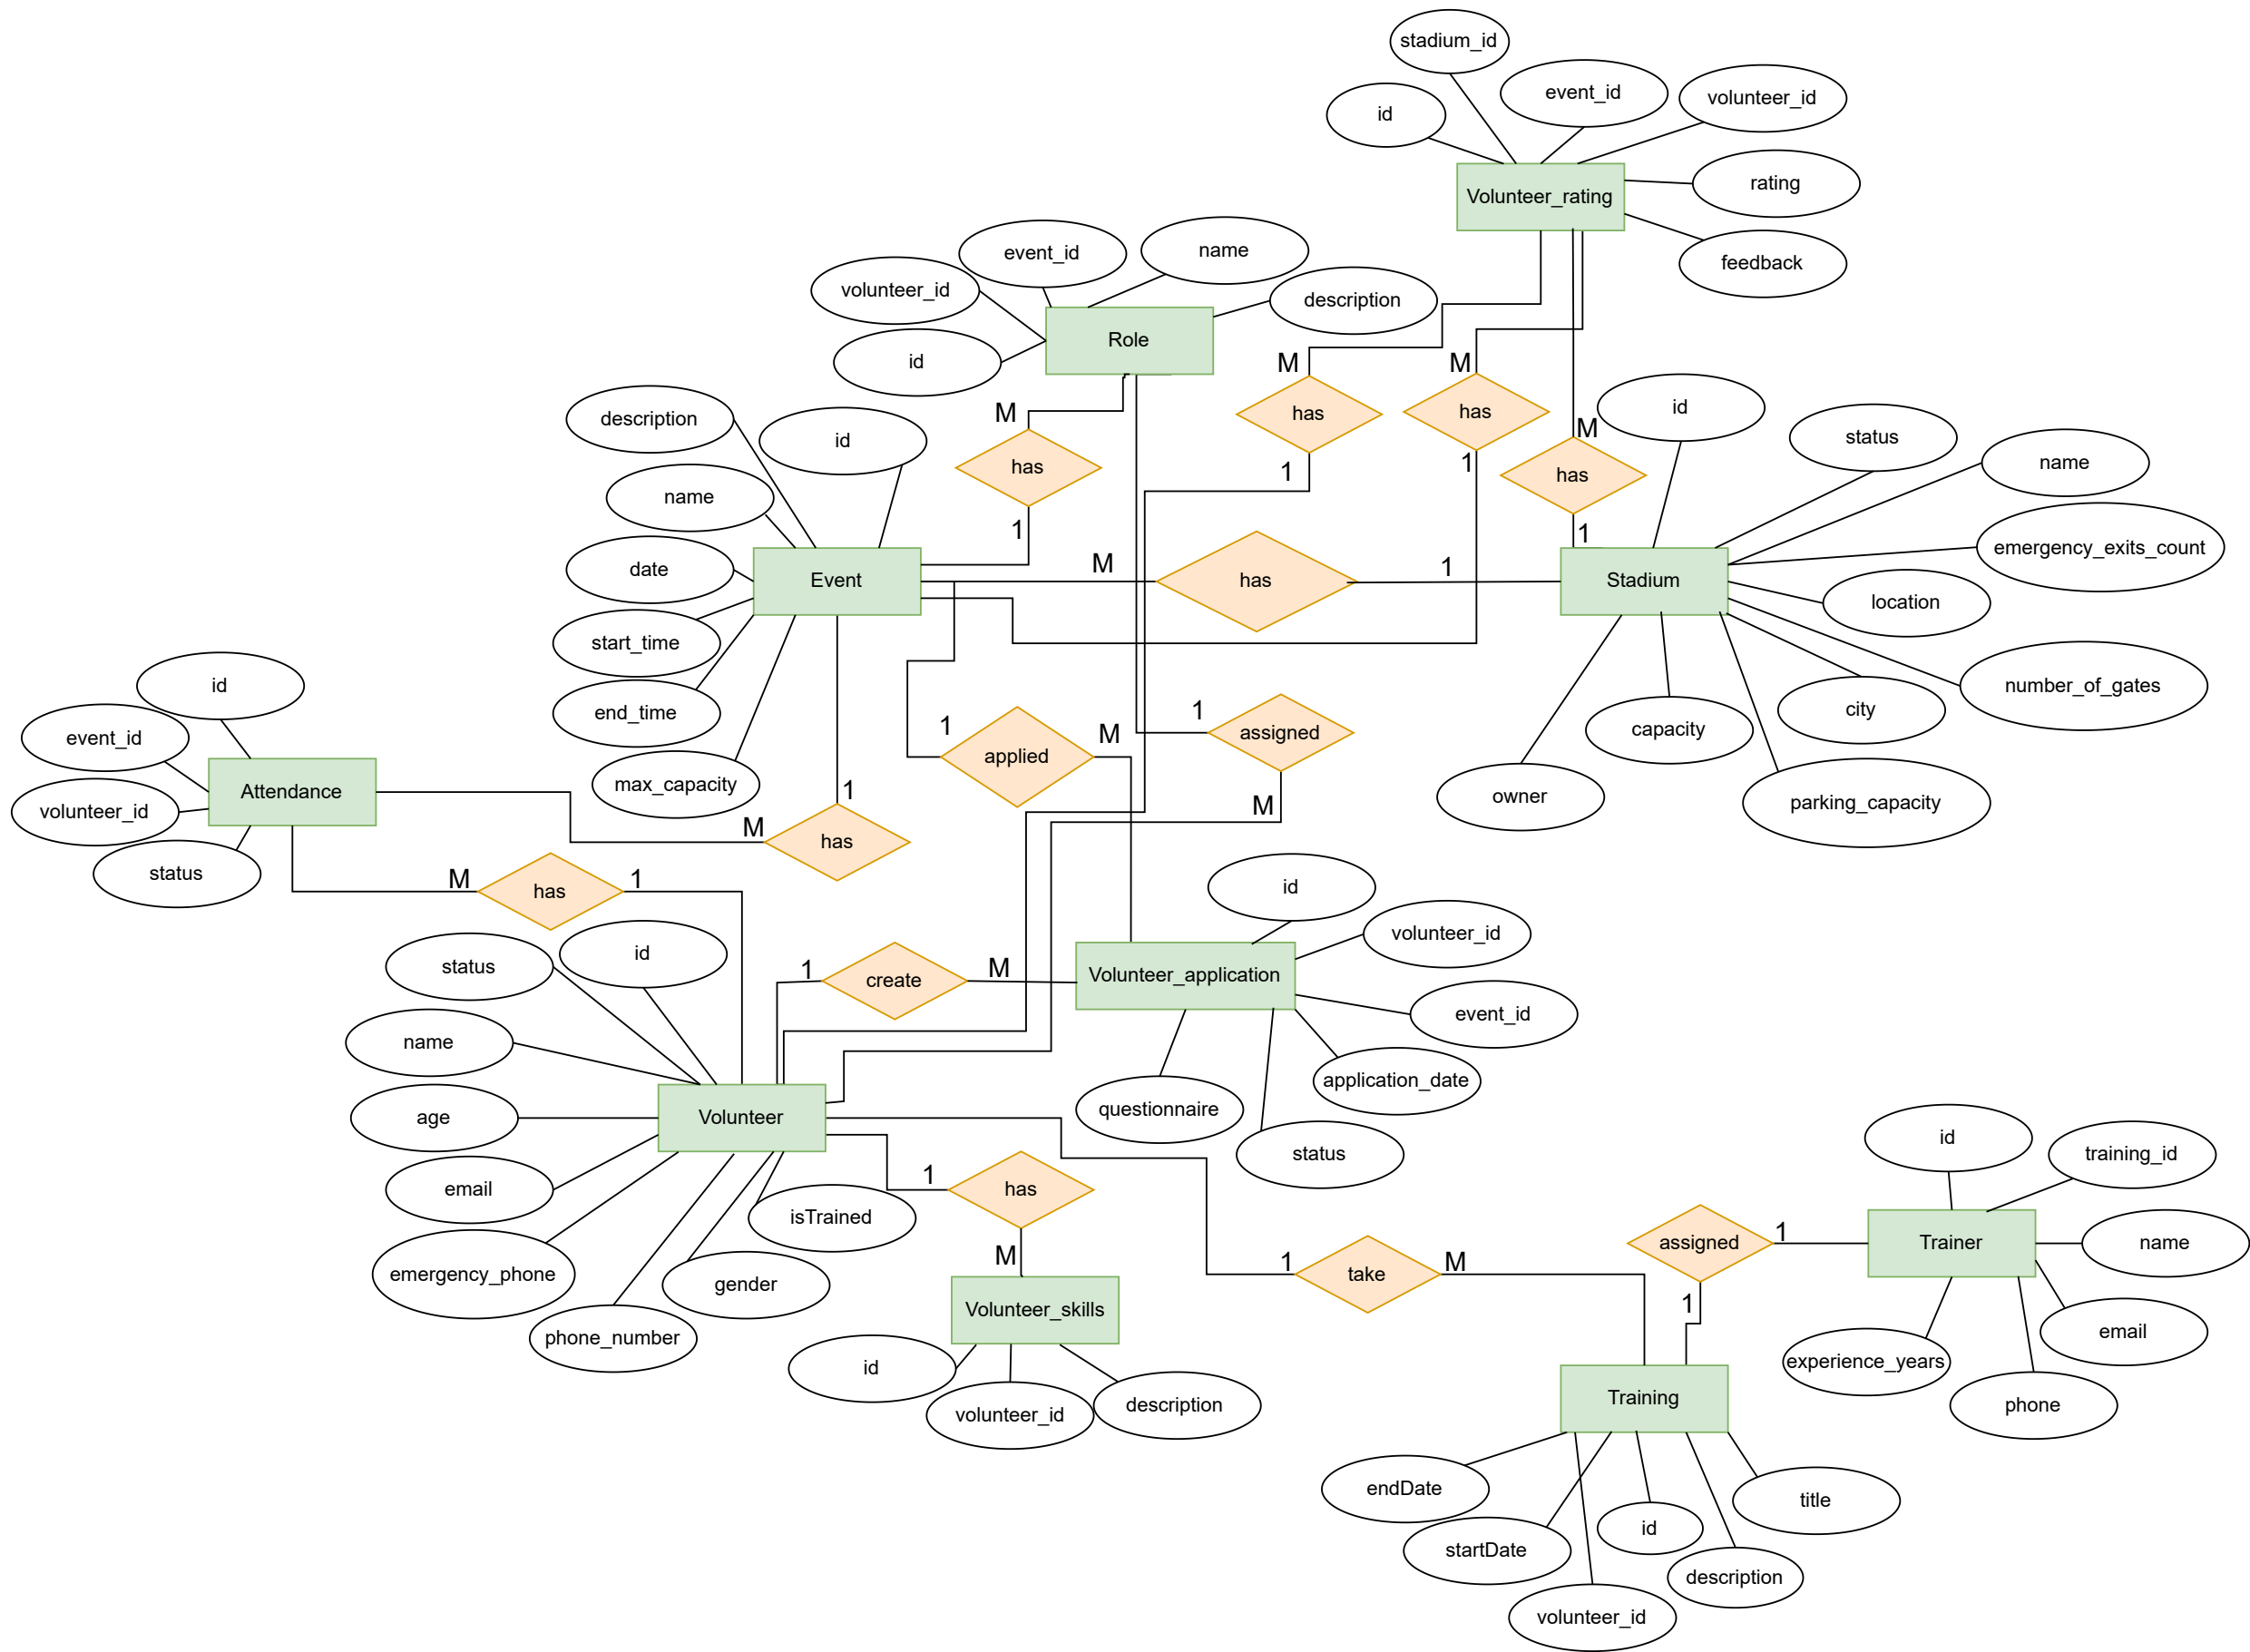 stadium_id
event_id
volunteer_id
id
rating
Volunteer_rating
feedback
event_id
name
volunteer_id
description
Role
id
M
has
1
M
has
1
M
has
1
M
has
1
description
id
name
date
Event
start_time
end_time
max_capacity
M
has
1
id
status
name
emergency_exits_count
Stadium
location
number_of_gates
city
capacity
owner
parking_capacity
id
event_id
Attendance
volunteer_id
status
1
M
has
1
applied
M
1
assigned
M
M
has
1
id
volunteer_id
Volunteer_application
event_id
application_date
questionnaire
status
1
create
M
status
id
name
Volunteer
age
email
isTrained
emergency_phone
gender
phone_number
1
has
M
Volunteer_skills
id
volunteer_id
description
1
take
M
assigned
1
1
id
training_id
Trainer
name
email
experience_years
phone
Training
endDate
title
id
startDate
description
volunteer_id